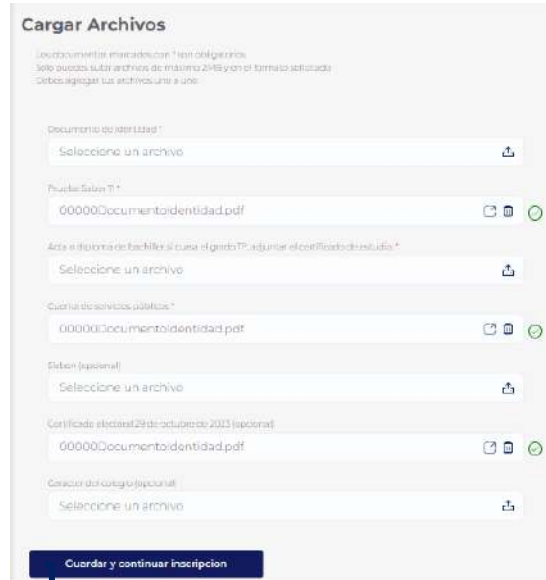 Cargar Archivos
Los documentos marcados con * son obligatorios
Solo puedes subir archivos de máximo 2MB y en el formato solicitado
Debes agregar tus archivos uno a uno
Documento de identidad *
Seleccione un archivo
Prueba Saber 11 *
00000Documentoidentidad.pdf
Acta o diploma de bachiller si cursa el grado 11°, adjuntar el certificado de estudio *
Seleccione un archivo
Cuenta de servicios públicos *
00000Documentoidentidad.pdf
Sisben (opcional)
Seleccione un archivo
Certificado electoral 29 de octubre de 2023 (opcional)
00000Documentoidentidad.pdf
Caracter del colegio (opcional)
Seleccione un archivo
Guardar y continuar inscripcion